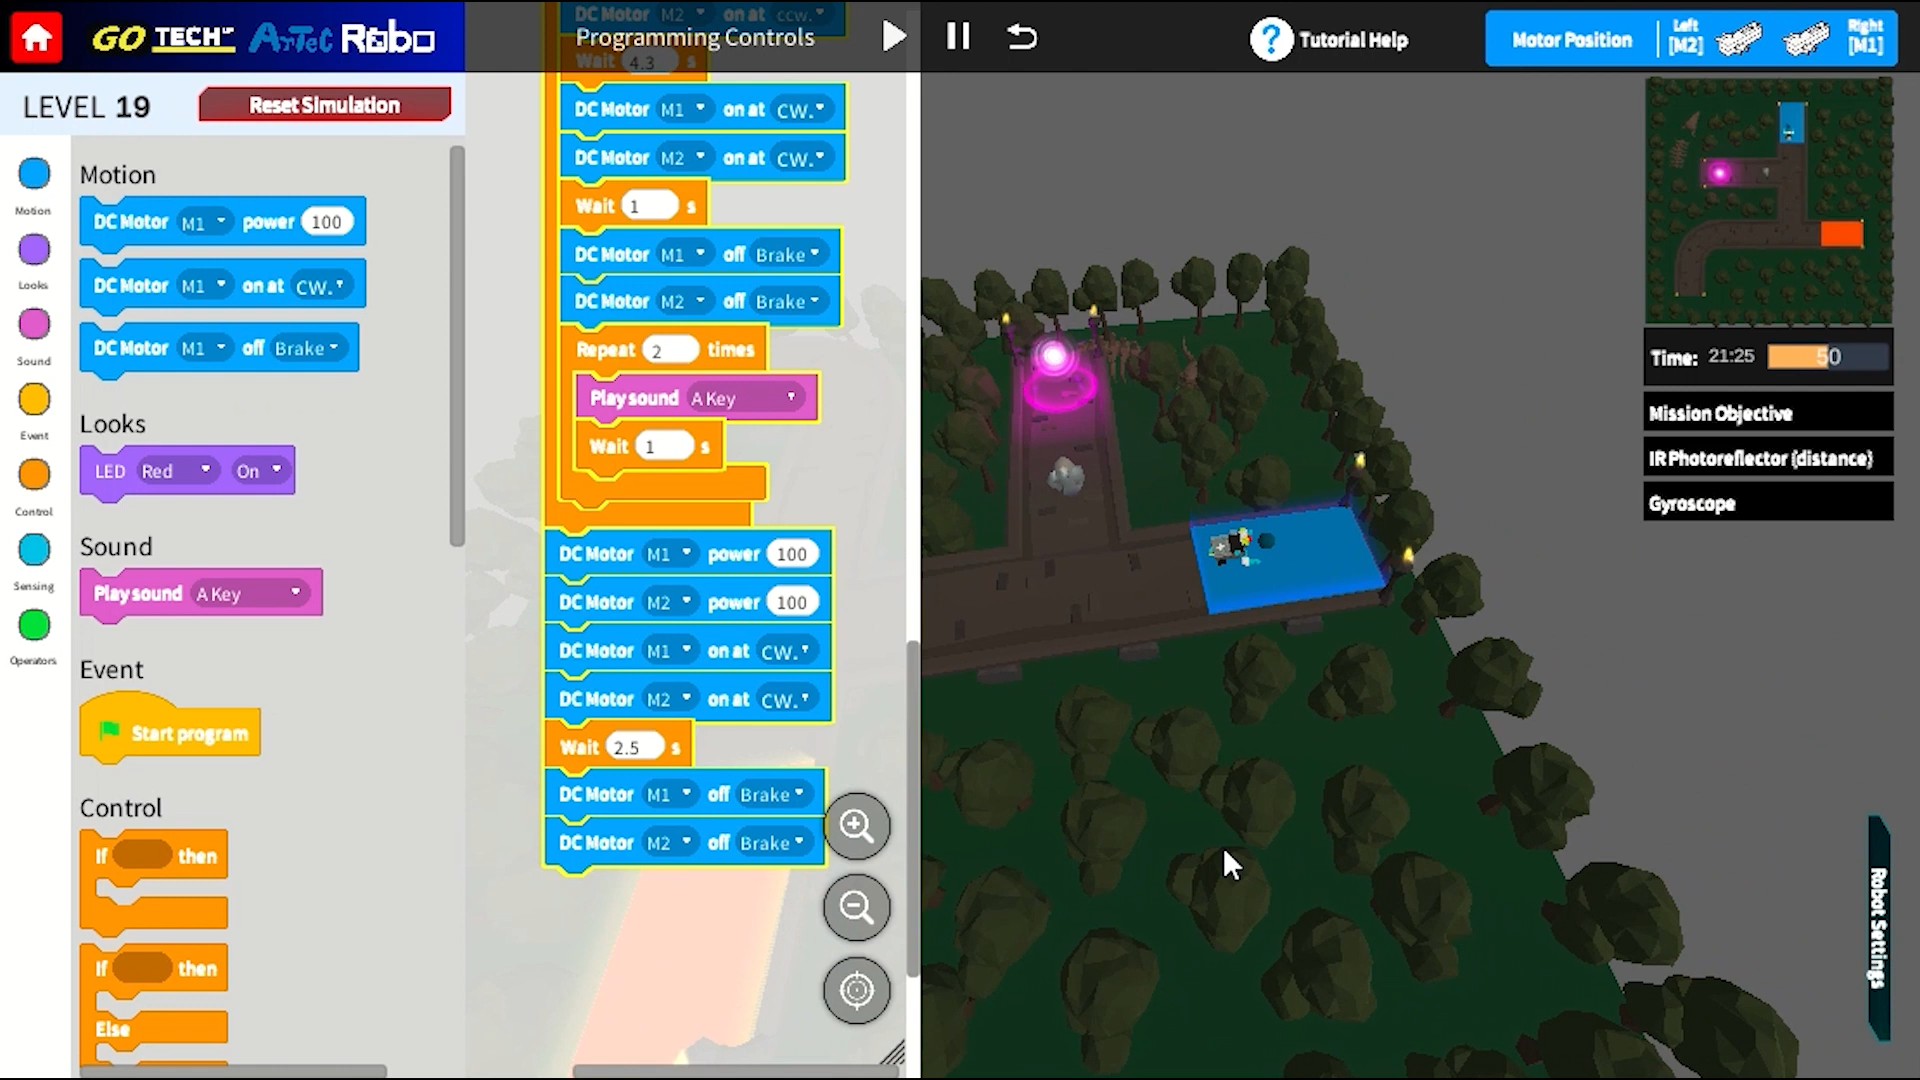 GO TECH ArTeC Robo
Programming Controls
Tutorial Help
Motor Position
Left [M2]
Right [M1]
LEVEL 19
Reset Simulation
Motion
Looks
Sound
Event
Control
Sensing
Operators
Motion
DC Motor M1 power 100
DC Motor M1 on at CW.
DC Motor M1 off Brake
Looks
LED Red On
Sound
Play sound A Key
Event
Start program
Control
If then
If then
Else
DC Motor M2 on at CCW.
Wait 4.3 s
DC Motor M1 on at CW.
DC Motor M2 on at CW.
Wait 1 s
DC Motor M1 off Brake
DC Motor M2 off Brake
Repeat 2 times
Play sound A Key
Wait 1 s
DC Motor M1 power 100
DC Motor M2 power 100
DC Motor M1 on at CW.
DC Motor M2 on at CW.
Wait 2.5 s
DC Motor M1 off Brake
DC Motor M2 off Brake
Time: 21:25 50
Mission Objective
IR Photoreflector (distance)
Gyroscope
Robot Settings